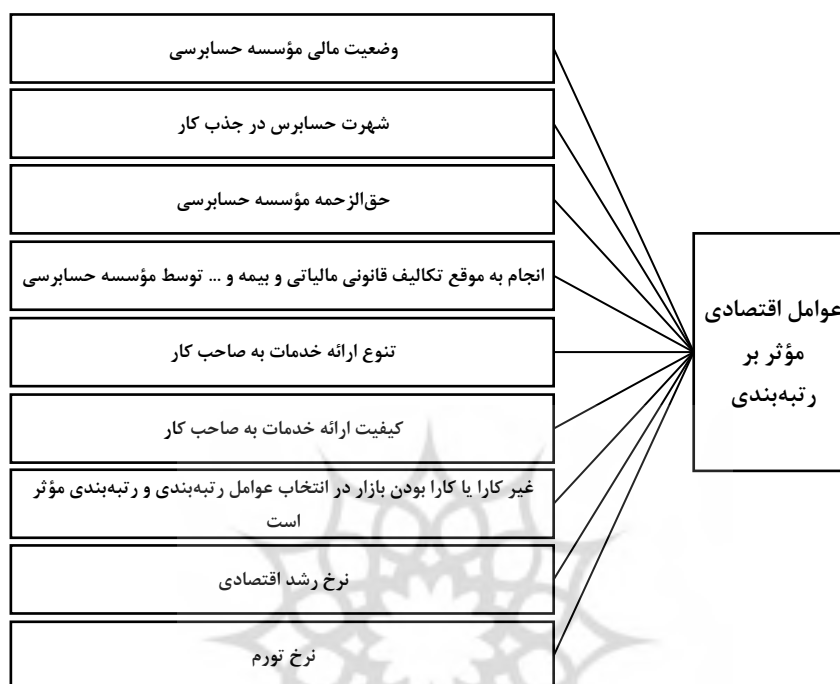 وضعیت مالی مؤسسه حسابرسی
شهرت حسابرس در جذب کار
حق‌الزحمه مؤسسه حسابرسی
انجام به موقع تکالیف قانونی مالیاتی و بیمه و ... توسط مؤسسه حسابرسی
تنوع ارائه خدمات به صاحب کار
کیفیت ارائه خدمات به صاحب کار
غیر کارا یا کارا بودن بازار در انتخاب عوامل رتبه‌بندی و رتبه‌بندی مؤثر
است
نرخ رشد اقتصادی
نرخ تورم
عوامل اقتصادی
مؤثر بر
رتبه‌بندی